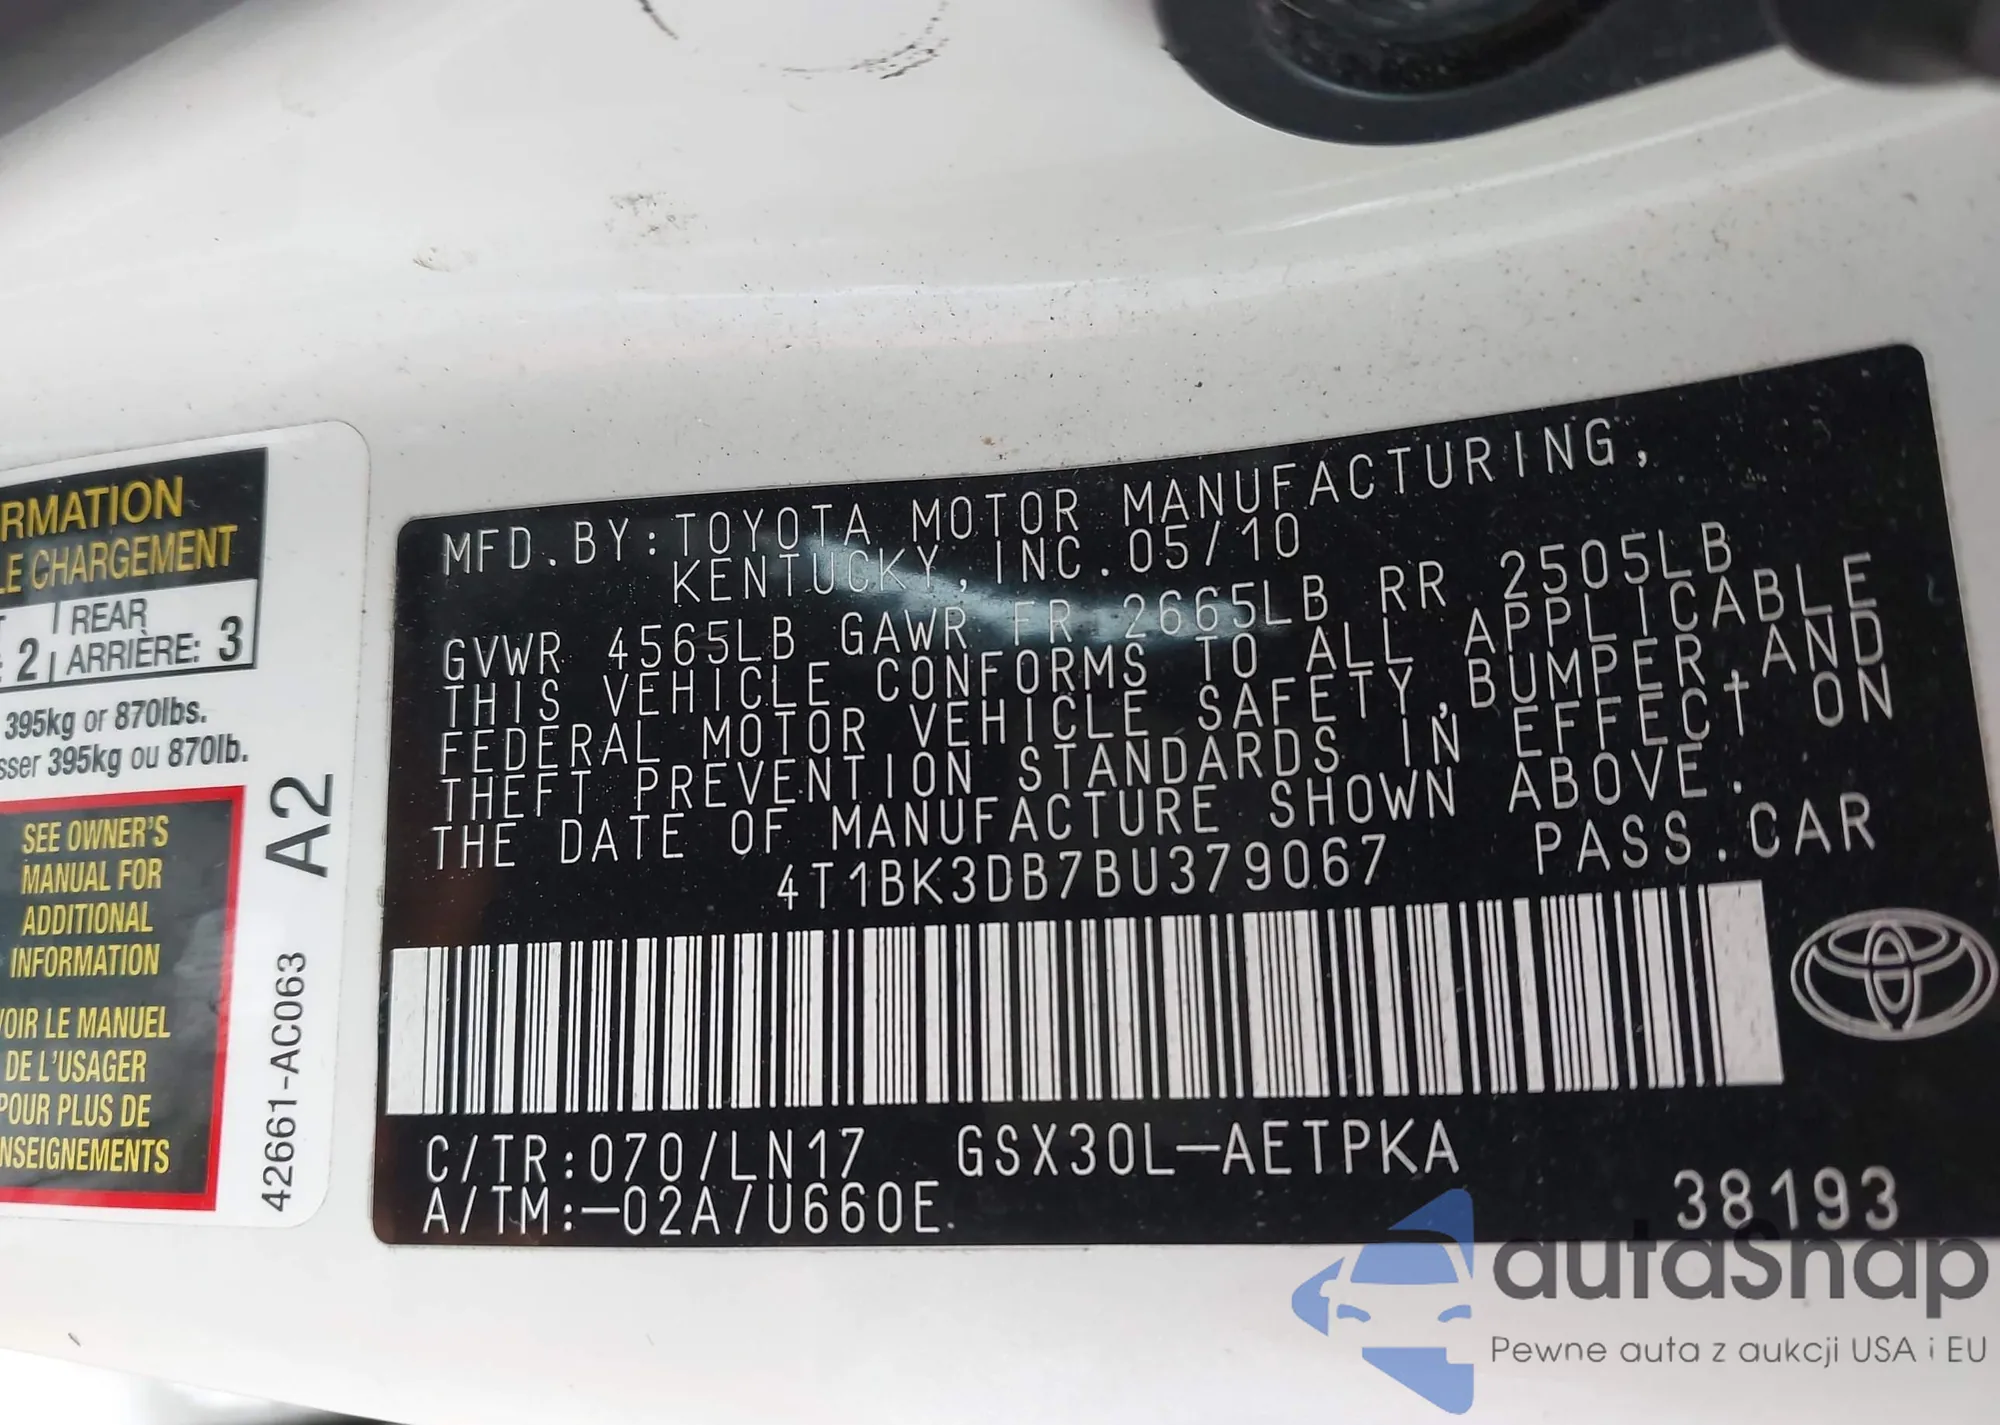 RMATION
LE CHARGEMENT
REAR
2 ARRIÈRE: 3
395kg or 870lbs.
sser 395kg ou 870lb.
SEE OWNER'S
MANUAL FOR
ADDITIONAL
INFORMATION
VOIR LE MANUEL
DE L'USAGER
POUR PLUS DE
NSEIGNEMENTS
A2
42661-AC063
MFD.BY:TOYOTA MOTOR MANUFACTURING,
KENTUCKY,INC.05/10
GVWR 4565LB GAWR FR 2665LB RR 2505LB
THIS VEHICLE CONFORMS TO ALL APPLICABLE
FEDERAL MOTOR VEHICLE SAFETY,BUMPER,AND
THEFT PREVENTION STANDARDS IN EFFECT ON
THE DATE OF MANUFACTURE SHOWN ABOVE.
4T1BK3DB7BU379067 PASS.CAR
C/TR:070/LN17 GSX30L-AETPKA
A/TM:-02A/U660E 38193
autaSnap
Pewne auta z aukcji USA i EU